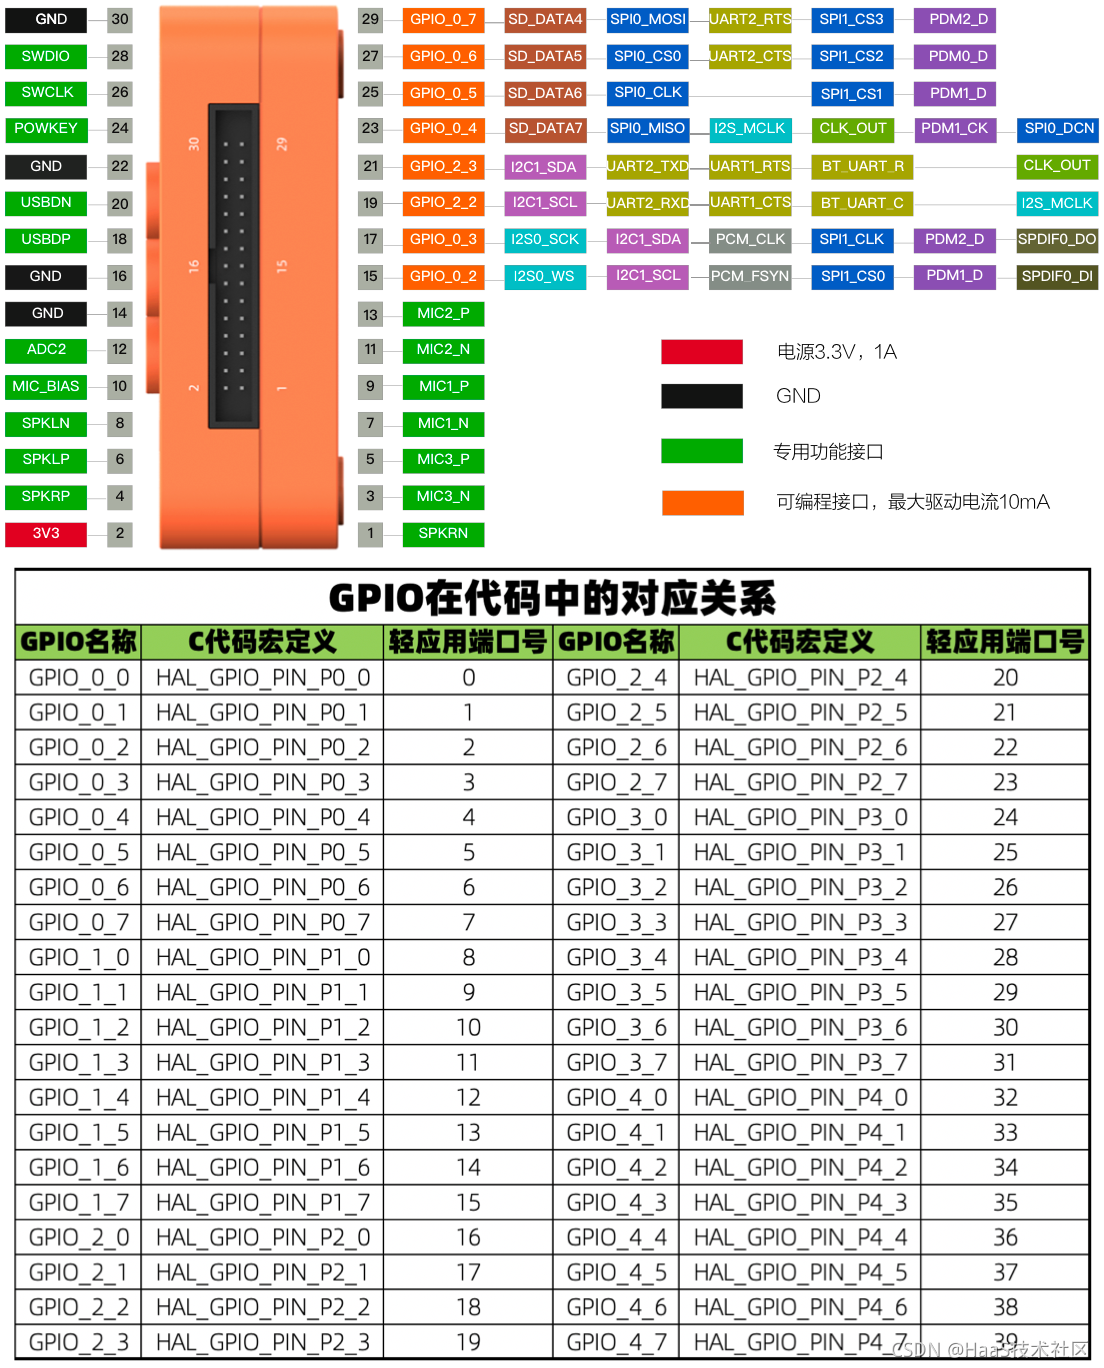 GND 30 29 GPIO_0_7 SD_DATA4 SPI0_MOSI UART2_RTS SPI1_CS3 PDM2_D
SWDIO 28 27 GPIO_0_6 SD_DATA5 SPI0_CS0 UART2_CTS SPI1_CS2 PDM0_D
SWCLK 26 25 GPIO_0_5 SD_DATA6 SPI0_CLK SPI1_CS1 PDM1_D
POWKEY 24 23 GPIO_0_4 SD_DATA7 SPI0_MISO I2S_MCLK CLK_OUT PDM1_CK SPI0_DCN
GND 22 21 GPIO_2_3 I2C1_SDA UART2_TXD UART1_RTS BT_UART_R CLK_OUT
USBDN 20 19 GPIO_2_2 I2C1_SCL UART2_RXD UART1_CTS BT_UART_C I2S_MCLK
USBDP 18 17 GPIO_0_3 I2S0_SCK I2C1_SDA PCM_CLK SPI1_CLK PDM2_D SPDIF0_DO
GND 16 15 GPIO_0_2 I2S0_WS I2C1_SCL PCM_FSYN SPI1_CS0 PDM1_D SPDIF0_DI
GND 14 13 MIC2_P
ADC2 12 11 MIC2_N
MIC_BIAS 10 9 MIC1_P
SPKLN 8 7 MIC1_N
SPKLP 6 5 MIC3_P
SPKRP 4 3 MIC3_N
3V3 2 1 SPKRN
30 29
16 15
2 1
电源3.3V，1A
GND
专用功能接口
可编程接口，最大驱动电流10mA
GPIO在代码中的对应关系
GPIO名称 C代码宏定义 轻应用端口号 GPIO名称 C代码宏定义 轻应用端口号
GPIO_0_0 HAL_GPIO_PIN_P0_0 0 GPIO_2_4 HAL_GPIO_PIN_P2_4 20
GPIO_0_1 HAL_GPIO_PIN_P0_1 1 GPIO_2_5 HAL_GPIO_PIN_P2_5 21
GPIO_0_2 HAL_GPIO_PIN_P0_2 2 GPIO_2_6 HAL_GPIO_PIN_P2_6 22
GPIO_0_3 HAL_GPIO_PIN_P0_3 3 GPIO_2_7 HAL_GPIO_PIN_P2_7 23
GPIO_0_4 HAL_GPIO_PIN_P0_4 4 GPIO_3_0 HAL_GPIO_PIN_P3_0 24
GPIO_0_5 HAL_GPIO_PIN_P0_5 5 GPIO_3_1 HAL_GPIO_PIN_P3_1 25
GPIO_0_6 HAL_GPIO_PIN_P0_6 6 GPIO_3_2 HAL_GPIO_PIN_P3_2 26
GPIO_0_7 HAL_GPIO_PIN_P0_7 7 GPIO_3_3 HAL_GPIO_PIN_P3_3 27
GPIO_1_0 HAL_GPIO_PIN_P1_0 8 GPIO_3_4 HAL_GPIO_PIN_P3_4 28
GPIO_1_1 HAL_GPIO_PIN_P1_1 9 GPIO_3_5 HAL_GPIO_PIN_P3_5 29
GPIO_1_2 HAL_GPIO_PIN_P1_2 10 GPIO_3_6 HAL_GPIO_PIN_P3_6 30
GPIO_1_3 HAL_GPIO_PIN_P1_3 11 GPIO_3_7 HAL_GPIO_PIN_P3_7 31
GPIO_1_4 HAL_GPIO_PIN_P1_4 12 GPIO_4_0 HAL_GPIO_PIN_P4_0 32
GPIO_1_5 HAL_GPIO_PIN_P1_5 13 GPIO_4_1 HAL_GPIO_PIN_P4_1 33
GPIO_1_6 HAL_GPIO_PIN_P1_6 14 GPIO_4_2 HAL_GPIO_PIN_P4_2 34
GPIO_1_7 HAL_GPIO_PIN_P1_7 15 GPIO_4_3 HAL_GPIO_PIN_P4_3 35
GPIO_2_0 HAL_GPIO_PIN_P2_0 16 GPIO_4_4 HAL_GPIO_PIN_P4_4 36
GPIO_2_1 HAL_GPIO_PIN_P2_1 17 GPIO_4_5 HAL_GPIO_PIN_P4_5 37
GPIO_2_2 HAL_GPIO_PIN_P2_2 18 GPIO_4_6 HAL_GPIO_PIN_P4_6 38
GPIO_2_3 HAL_GPIO_PIN_P2_3 19 GPIO_4_7 HAL_GPIO_PIN_P4_7 39
CSDN @HaaS技术社区